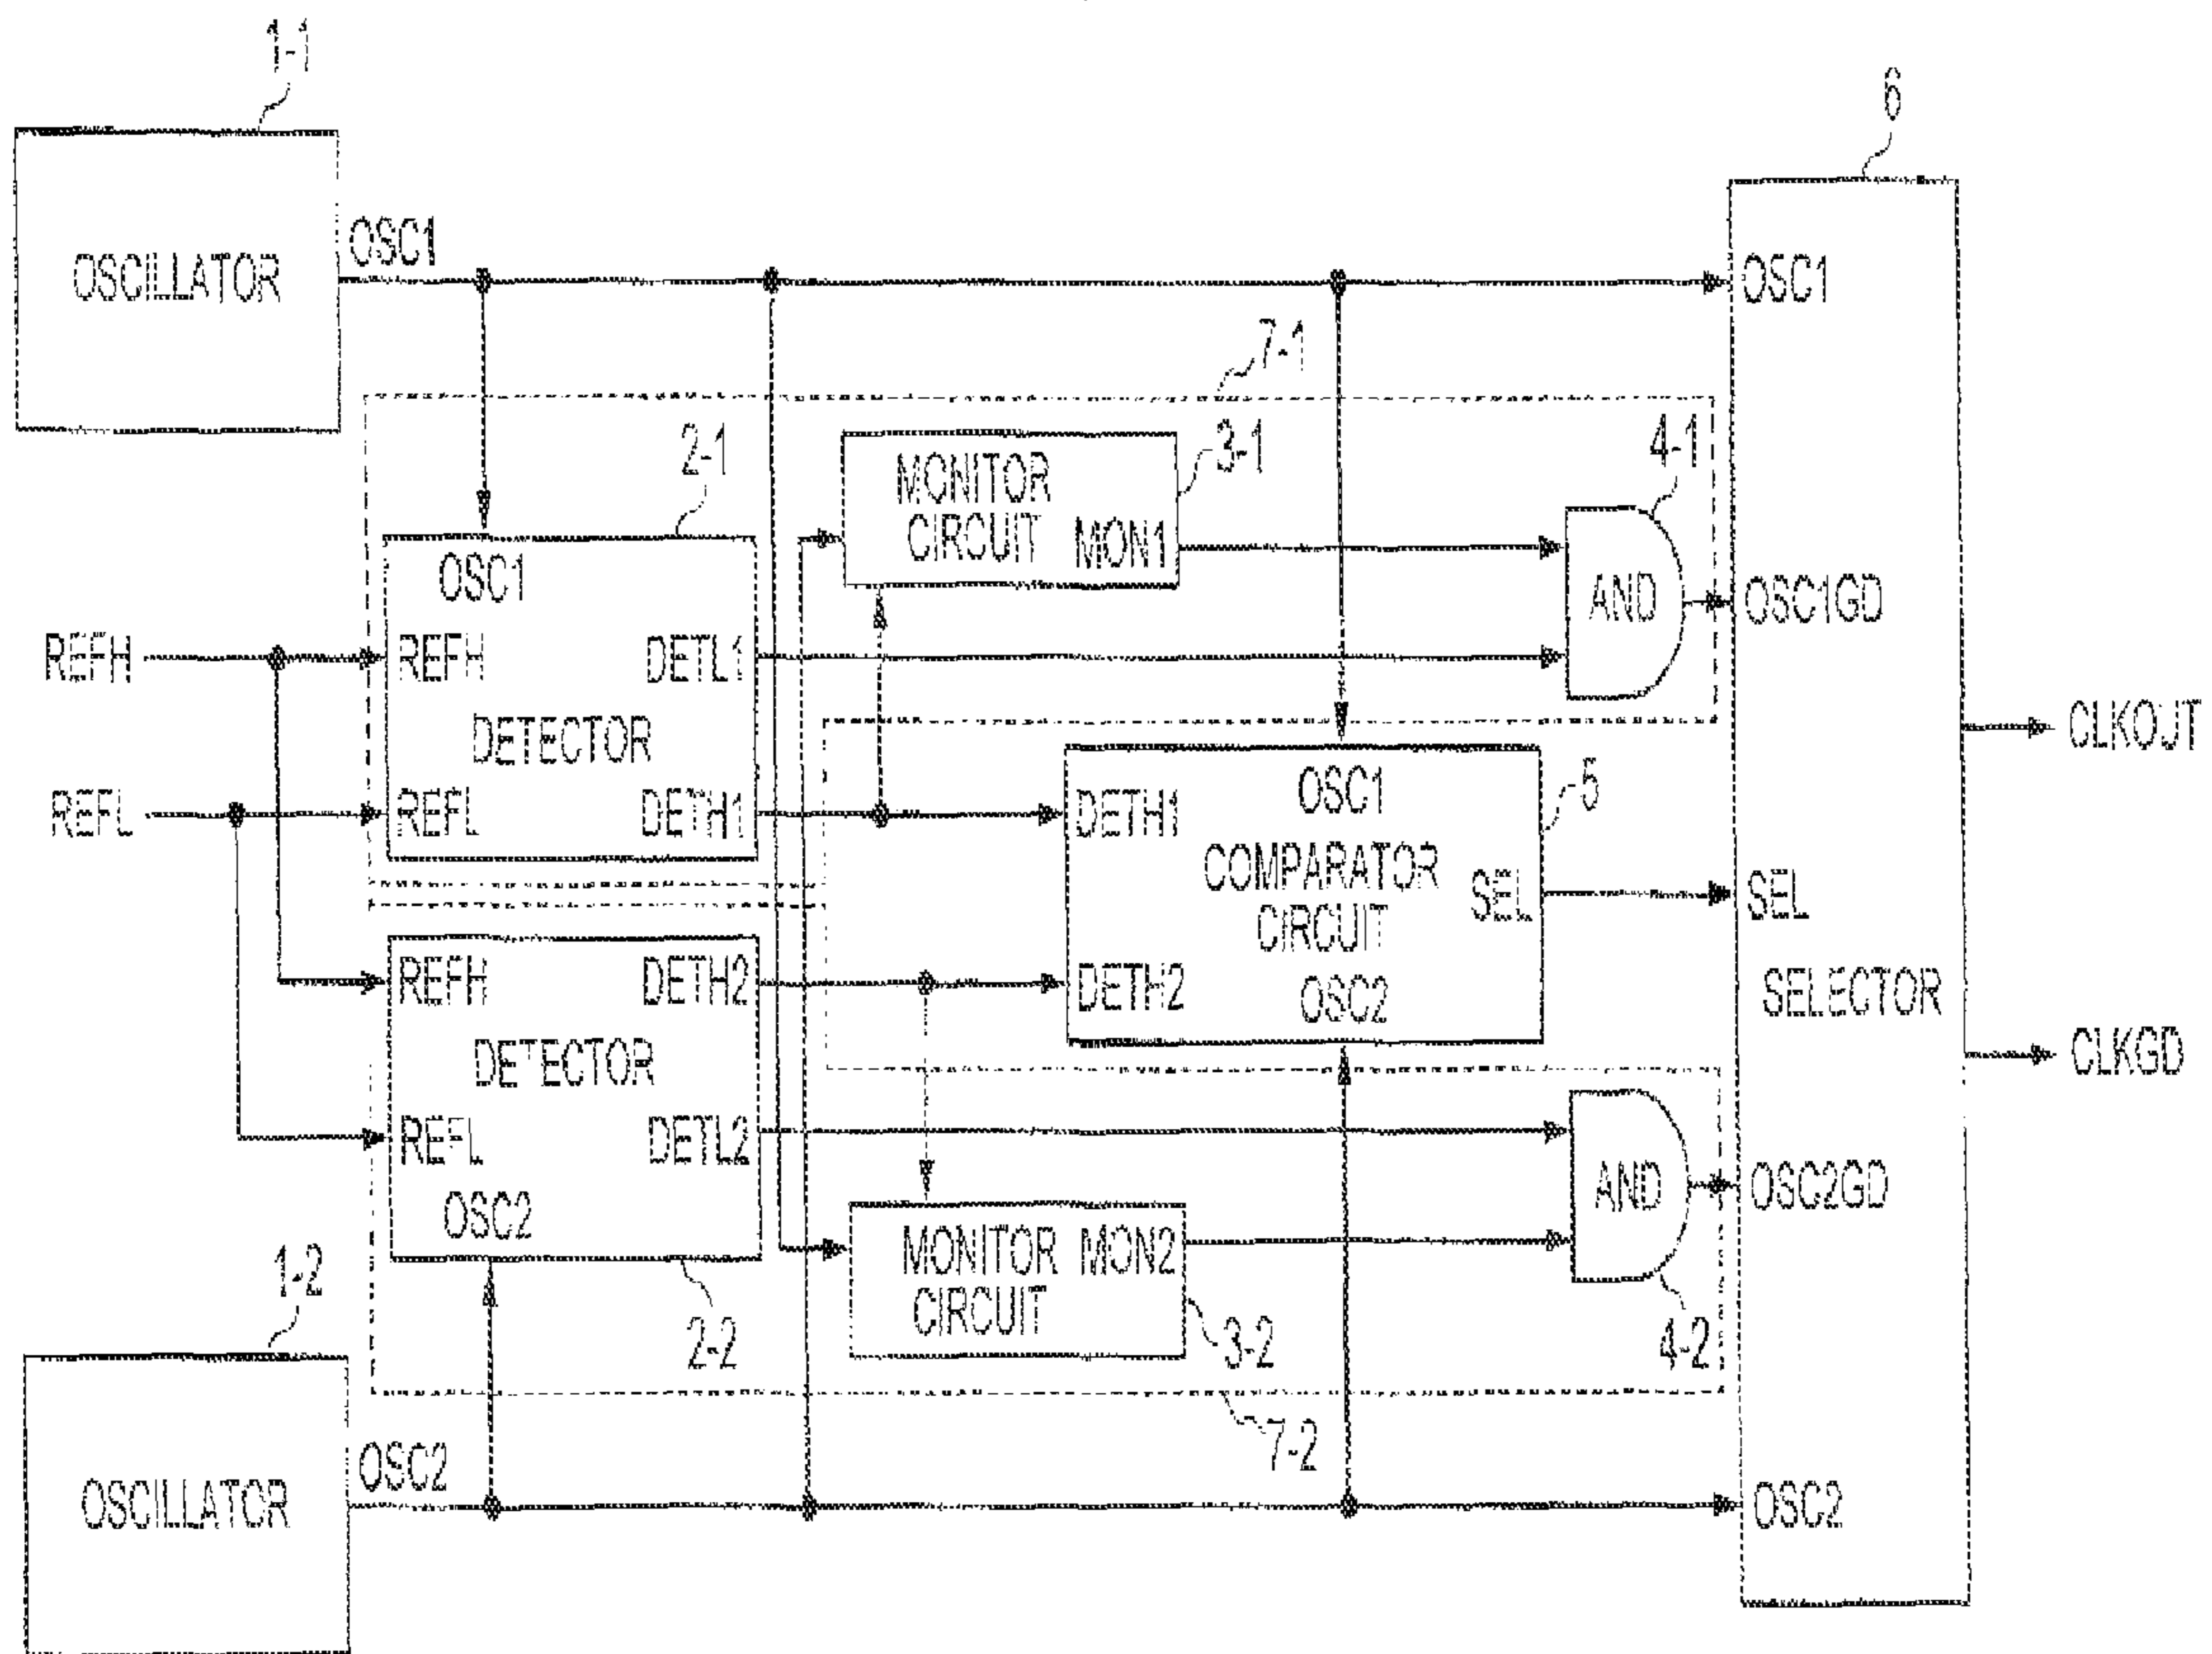 1-1
6
OSCILLATOR
OSC1
OSC1
7-1
2-1
MONITOR
CIRCUIT
MON1
3-1
4-1
OSC1
AND
OSC1GD
REFH
REFH
DETL1
DETECTOR
CLKOUT
REFL
REFL
DETH1
DETH1
OSC1
5
COMPARATOR
CIRCUIT
SEL
SEL
REFH
DETH2
DETH2
OSC2
SELECTOR
DETECTOR
CLKGD
REFL
DETL2
AND
OSC2GD
OSC2
MONITOR
CIRCUIT
MON2
1-2
2-2
3-2
4-2
7-2
OSC2
OSCILLATOR
OSC2